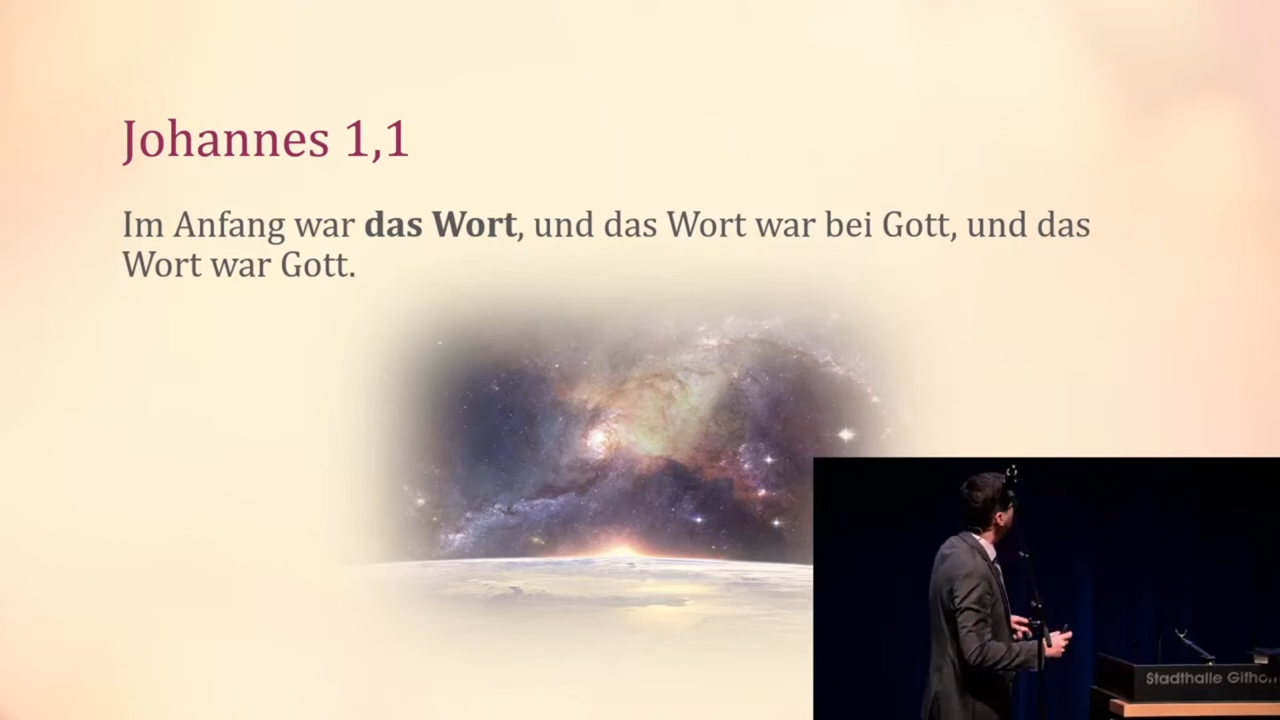 Johannes 1,1
Im Anfang war das Wort, und das Wort war bei Gott, und das
Wort war Gott.
Stadthalle